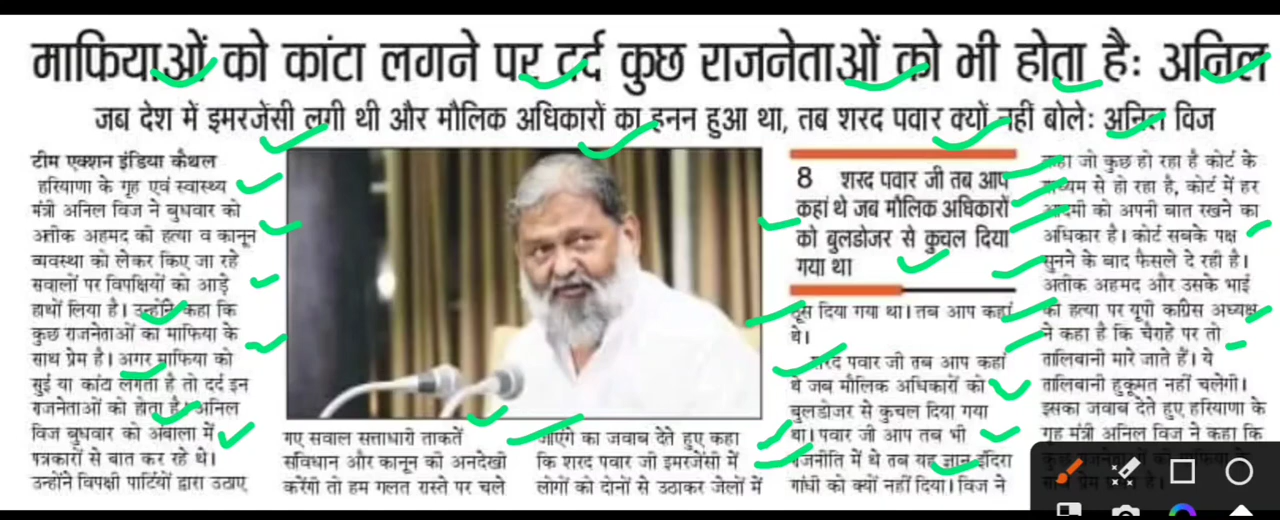 माफियाओं को कांटा लगने पर दर्द कुछ राजनेताओं को भी होता है: अनिल
जब देश में इमरजेंसी लगी थी और मौलिक अधिकारों का हनन हुआ था, तब शरद पवार क्यों नहीं बोले: अनिल विज
टीम एक्शन इंडिया कैथल
हरियाणा के गृह एवं स्वास्थ्य
मंत्री अनिल विज ने बुधवार को
अतीक अहमद की हत्या व कानून
व्यवस्था को लेकर किए जा रहे
सवालों पर विपक्षियों को आड़े
हाथों लिया है। उन्होंने कहा कि
कुछ राजनेताओं का माफिया के
साथ प्रेम है। अगर माफिया को
सुई या कांटा लगता है तो दर्द इन
राजनेताओं को होता है। अनिल
विज बुधवार को अंबाला में
पत्रकारों से बात कर रहे थे।
उन्होंने विपक्षी पार्टियों द्वारा उठाए
गए सवाल सत्ताधारी ताकतें
संविधान और कानून की अनदेखी
करेंगी तो हम गलत रास्ते पर चले
जाएंगे का जवाब देते हुए कहा
कि शरद पवार जी इमरजेंसी में
लोगों को दोनों से उठाकर जेलों में
8 शरद पवार जी तब आप
कहां थे जब मौलिक अधिकारों
को बुलडोजर से कुचल दिया
गया था
ठूंस दिया गया था। तब आप कहां
थे।
शरद पवार जी तब आप कहां
थे जब मौलिक अधिकारों को
बुलडोजर से कुचल दिया गया
था। पवार जी आप तब भी
राजनीति में थे तब यह ज्ञान इंदिरा
गांधी को क्यों नहीं दिया। विज ने
कहा जो कुछ हो रहा है कोर्ट के
माध्यम से हो रहा है, कोर्ट में हर
आदमी को अपनी बात रखने का
अधिकार है। कोर्ट सबके पक्ष
सुनने के बाद फैसले दे रही है।
अतीक अहमद और उसके भाई
की हत्या पर यूपी कांग्रेस अध्यक्ष
ने कहा है कि चौराहे पर तो
तालिबानी मारे जाते हैं। ये
तालिबानी हुकूमत नहीं चलेगी।
इसका जवाब देते हुए हरियाणा के
गृह मंत्री अनिल विज ने कहा कि